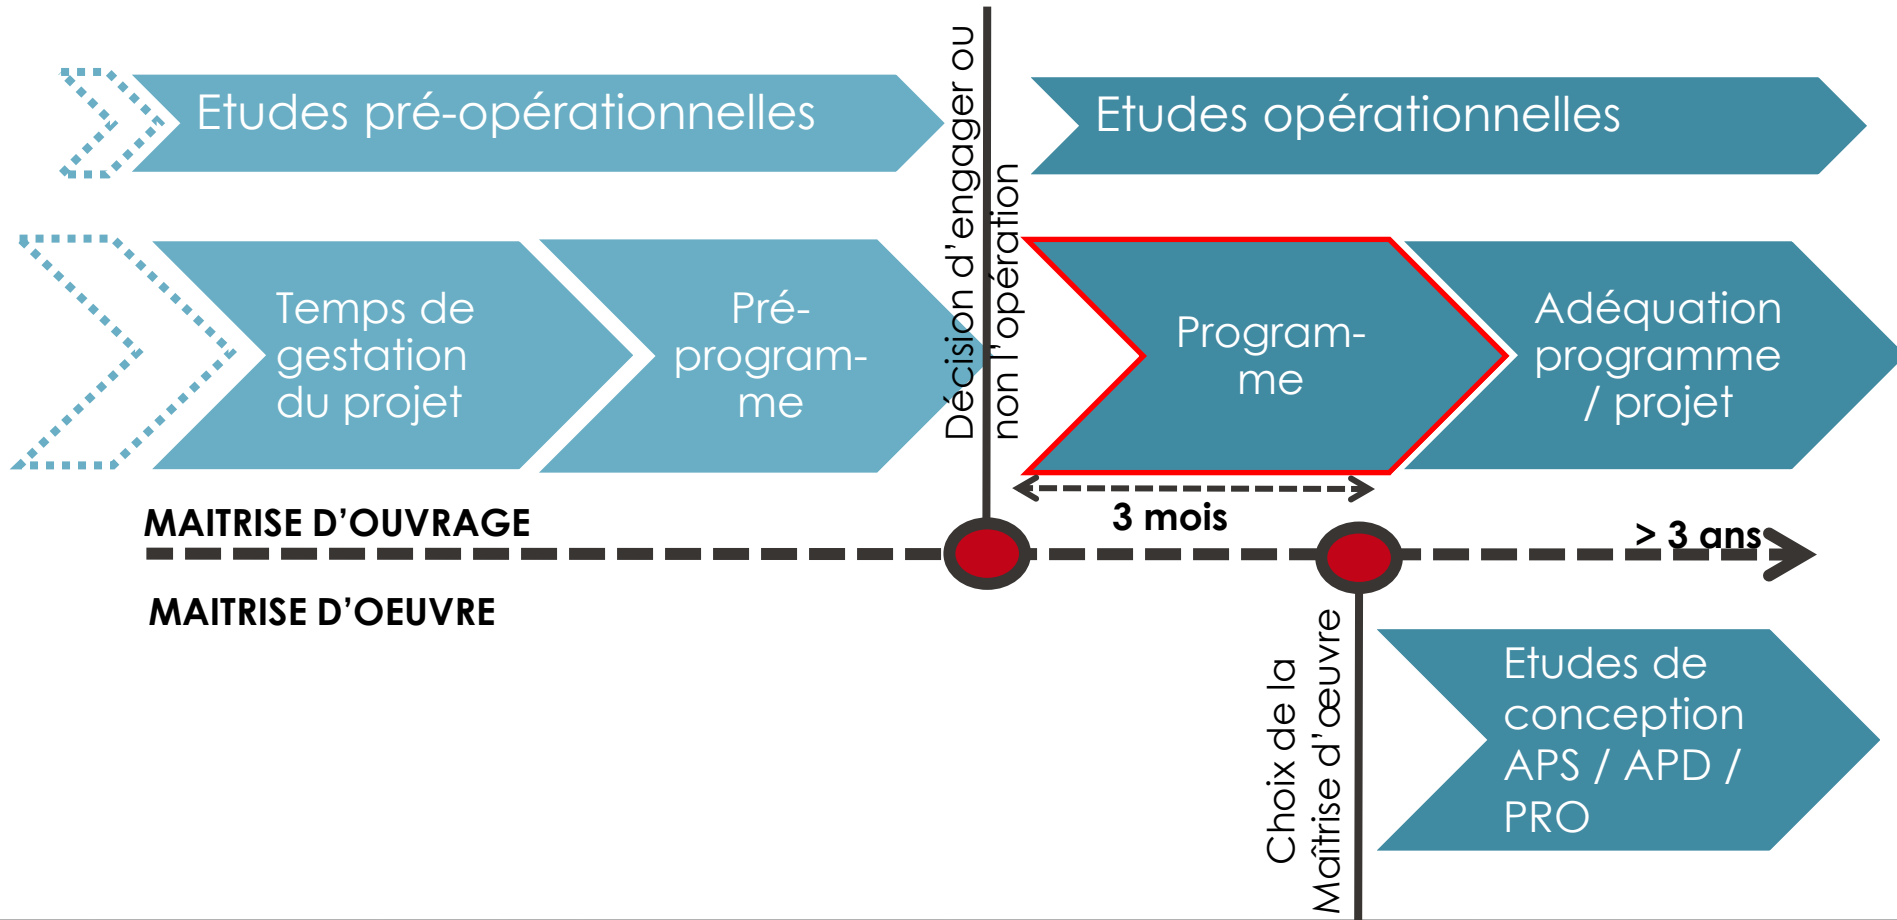 Etudes pré-opérationnelles
Décision d'engager ou
non l'opération
Etudes opérationnelles
Temps de
gestation
du projet
Pré-
program-
me
Program-
me
Adéquation
programme
/ projet
3 mois
MAITRISE D'OUVRAGE
> 3 ans
MAITRISE D'OEUVRE
Choix de la
Maîtrise d'œuvre
Etudes de
conception
APS / APD /
PRO